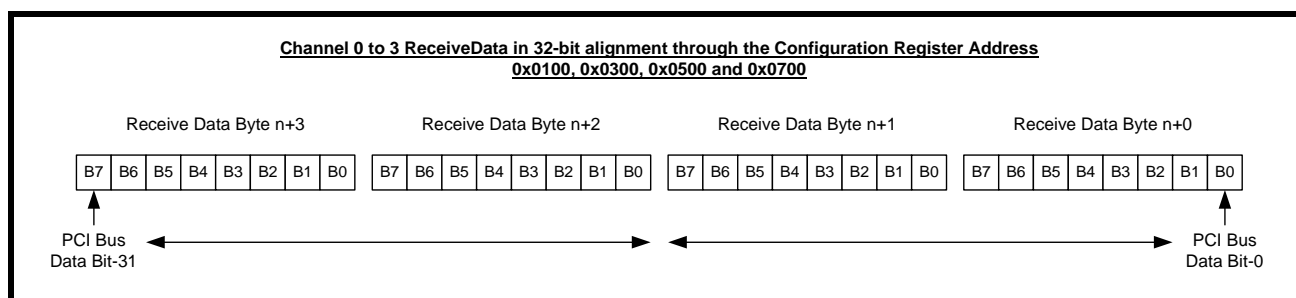 Channel 0 to 3 ReceiveData in 32-bit alignment through the Configuration Register Address
0x0100, 0x0300, 0x0500 and 0x0700
Receive Data Byte n+3 Receive Data Byte n+2 Receive Data Byte n+1 Receive Data Byte n+0
B7 B6 B5 B4 B3 B2 B1 B0 B7 B6 B5 B4 B3 B2 B1 B0 B7 B6 B5 B4 B3 B2 B1 B0 B7 B6 B5 B4 B3 B2 B1 B0
PCI Bus PCI Bus
Data Bit-31 Data Bit-0